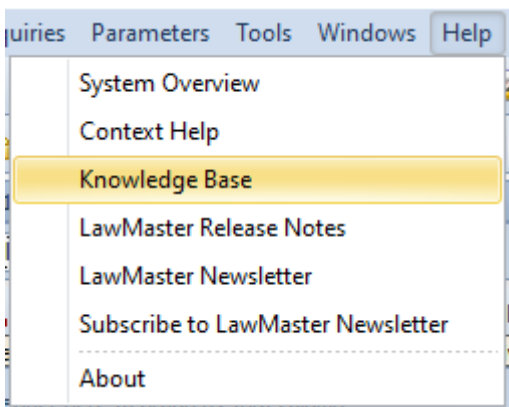 Parameters Tools Windows Help
System Overview
Context Help
Knowledge Base
LawMaster Release Notes
LawMaster Newsletter
Subscribe to LawMaster Newsletter
About